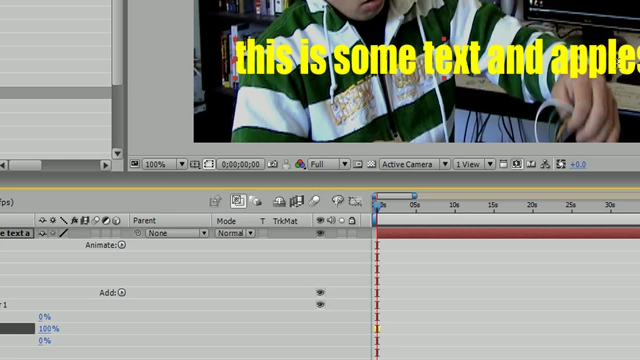 this is some text and apples
100%
0;00;00;00
Full
Active Camera
1 View
+0.0
fps)
Parent
Mode
T
TrkMat
0s
05s
10s
15s
20s
25s
30s
e text a
None
Normal
Animate:
Add:
r 1
0%
100%
0%